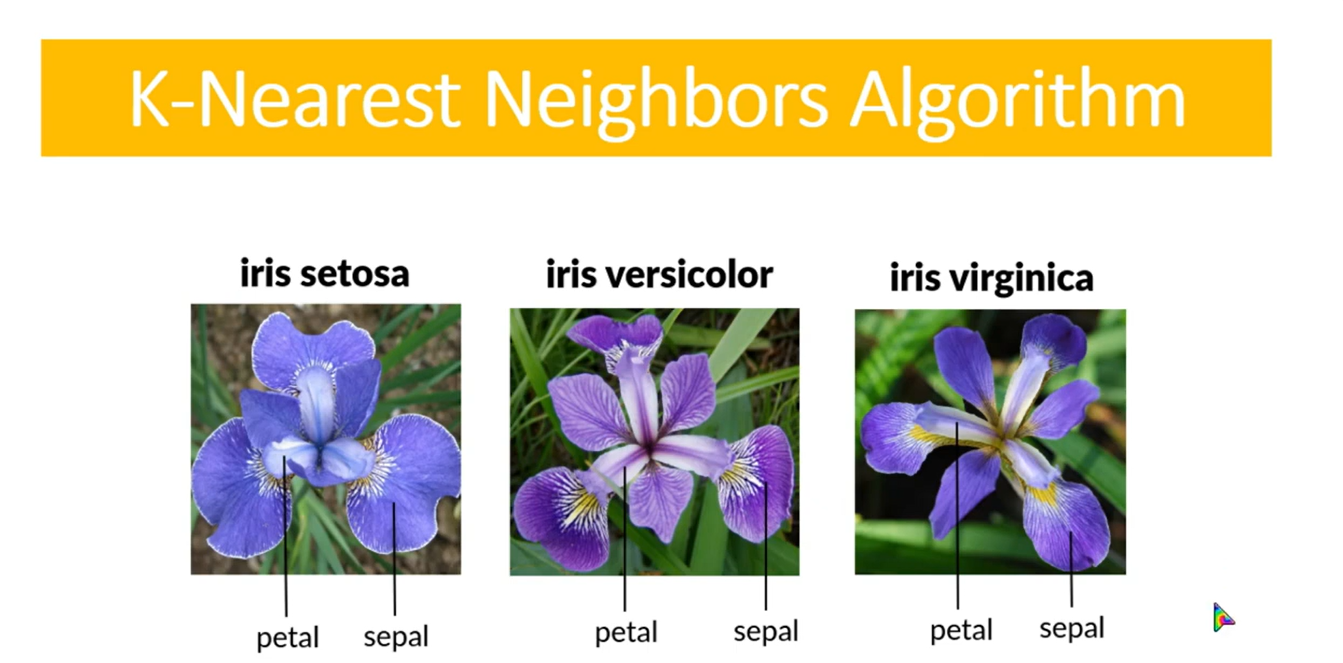 K-Nearest Neighbors Algorithm
iris setosa
iris versicolor
iris virginica
petal
sepal
petal
sepal
petal
sepal